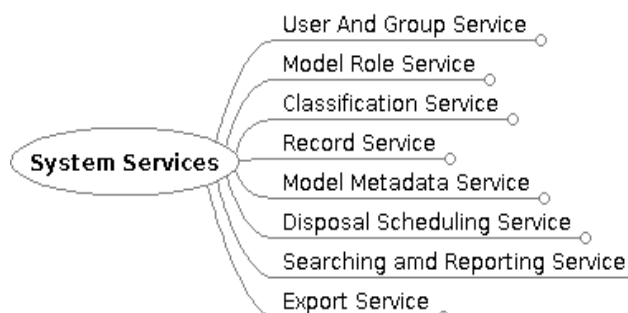 User And Group Service
Model Role Service
Classification Service
Record Service
System Services
Model Metadata Service
Disposal Scheduling Service
Searching amd Reporting Service
Export Service